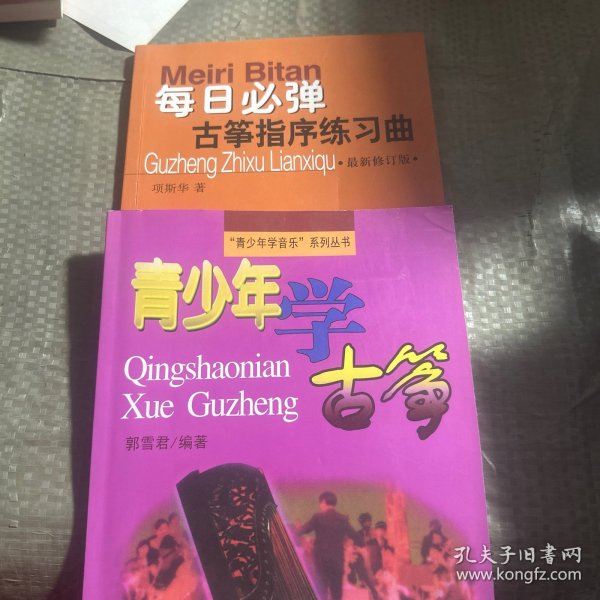 Meiri Bitan
每日必弹
古筝指序练习曲
Guzheng Zhixu Lianxiqu·最新修订版·
项斯华 著
“青少年学音乐”系列丛书
青少年学
Qingshaonian
古筝
Xue Guzheng
郭雪君/编著
孔夫子旧书网
www.kongfz.com